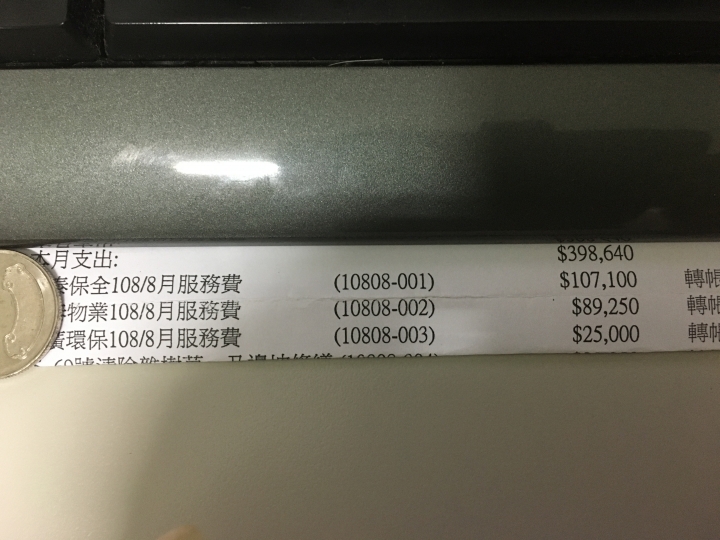 本月支出: $398,640
保全108/8月服務費 (10808-001) $107,100 轉帳
物業108/8月服務費 (10808-002) $89,250 轉帳
環保108/8月服務費 (10808-003) $25,000 轉帳